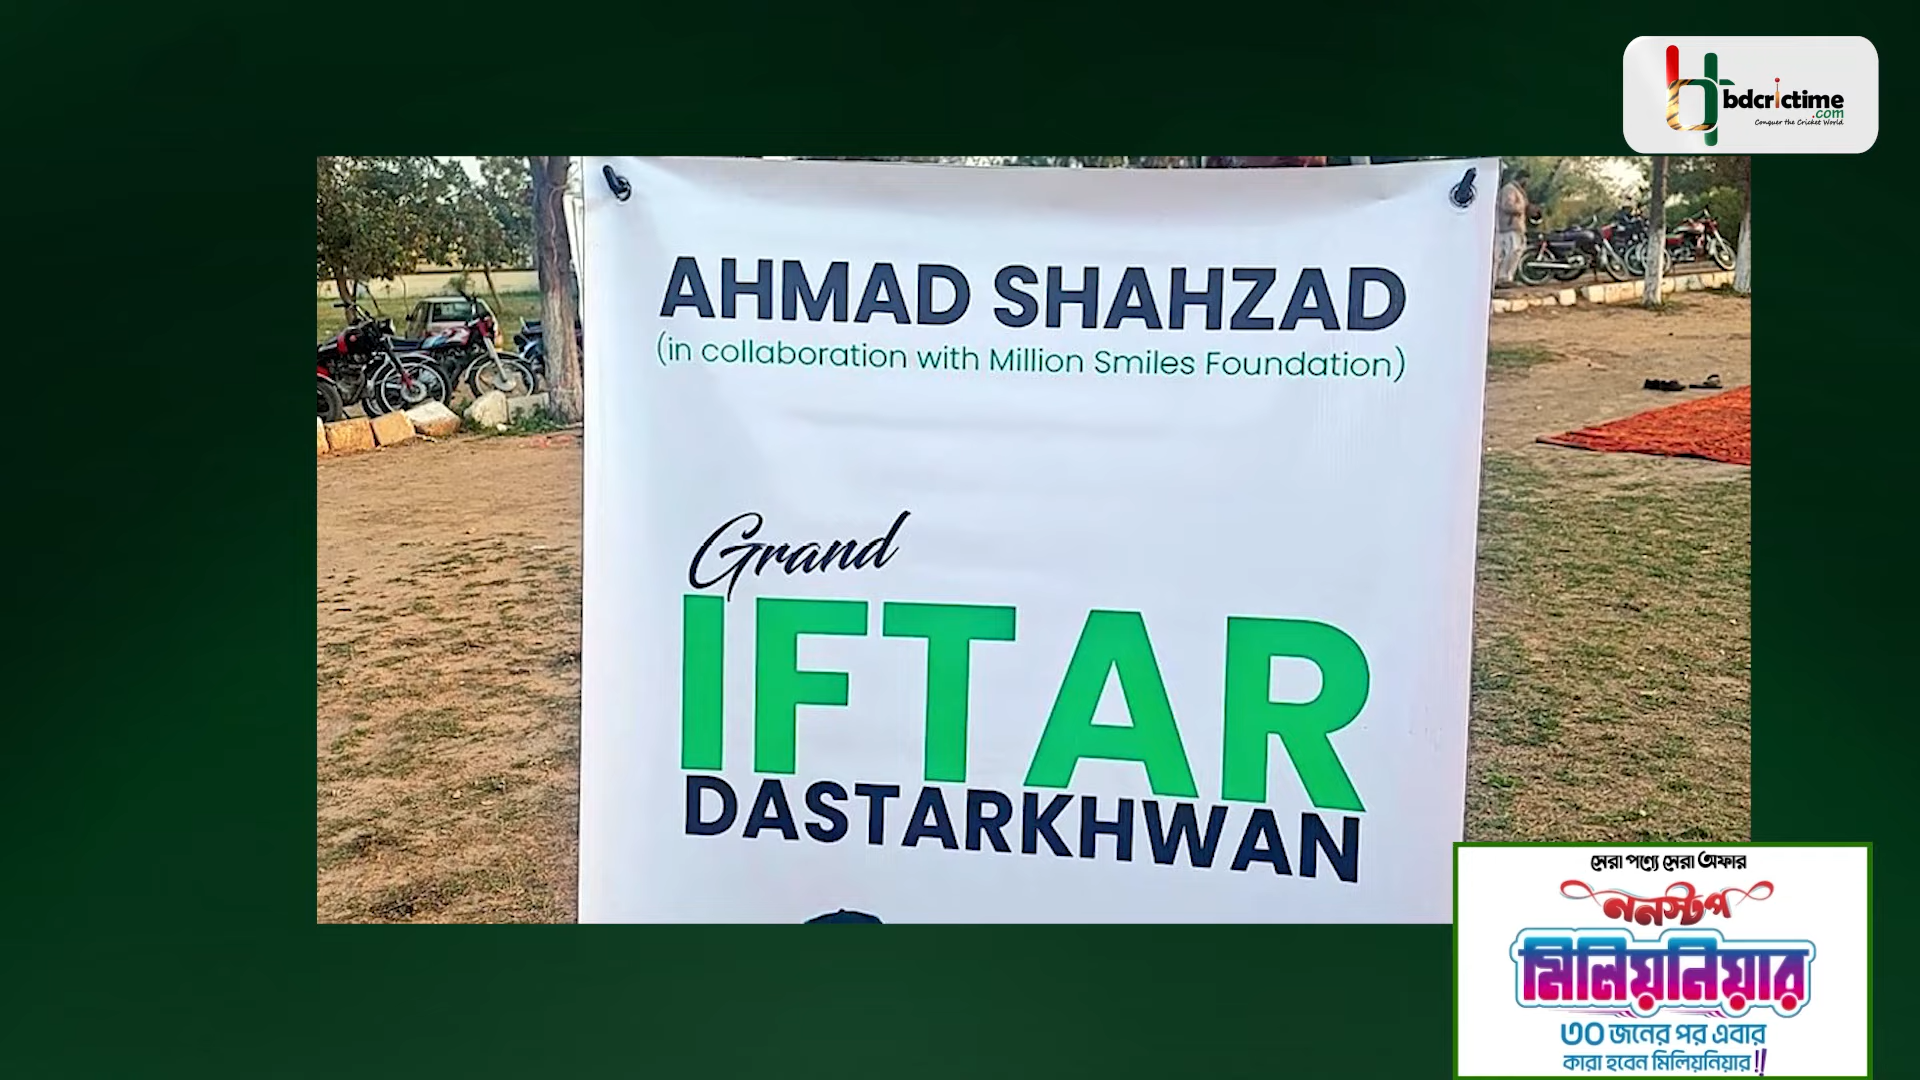 bdcrictime
.com
Conquer the Cricket World
AHMAD SHAHZAD
(in collaboration with Million Smiles Foundation)
Grand
IFTAR
DASTARKHWAN
সেরা পণ্যে সেরা অফার
ননস্টপ
মিলিয়নিয়ার
৩০ জনের পর এবার
কারা হবেন মিলিয়নিয়ার!!